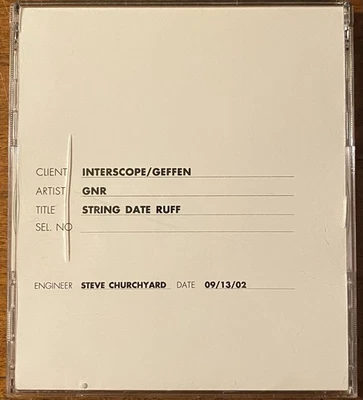 CLIENT INTERSCOPE/GEFFEN
ARTIST GNR
TITLE STRING DATE RUFF
SEL. NO
ENGINEER STEVE CHURCHYARD DATE 09/13/02